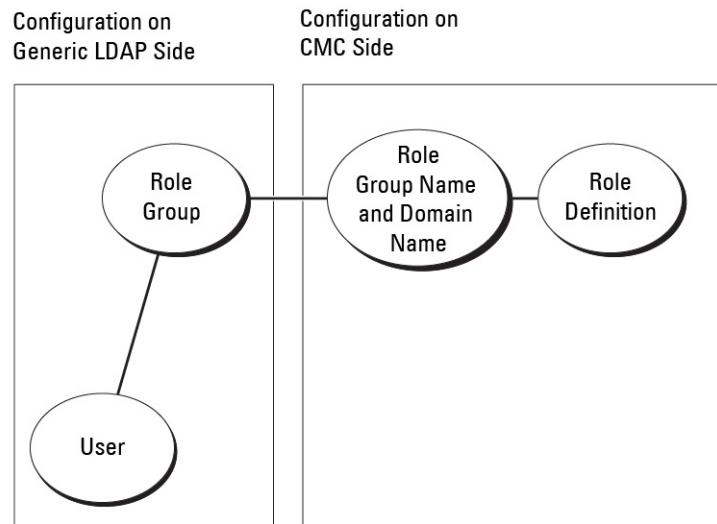 Configuration on
Generic LDAP Side
Configuration on
CMC Side
Role
Group
Role
Group Name
and Domain
Name
Role
Definition
User